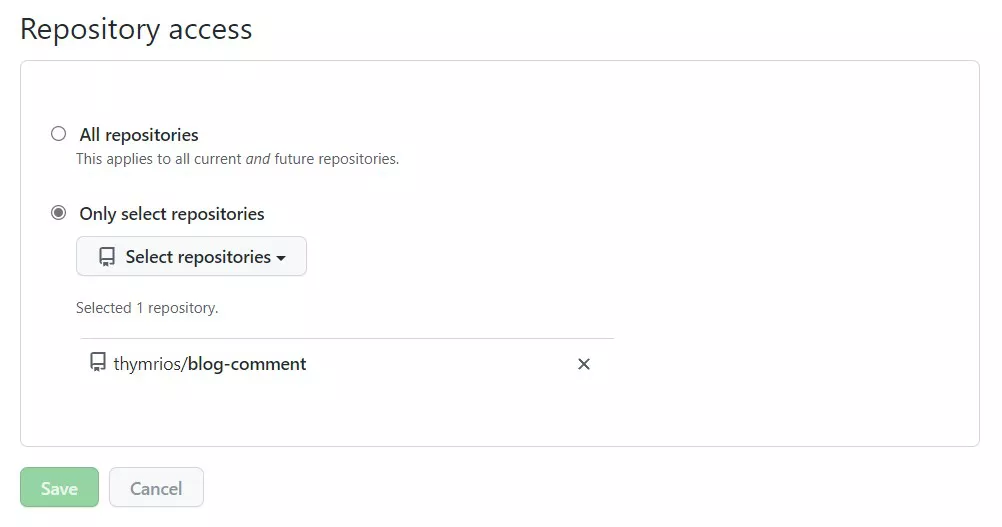 Repository access
All repositories
This applies to all current and future repositories.
Only select repositories
Select repositories
Selected 1 repository.
thymrios/blog-comment
Save
Cancel